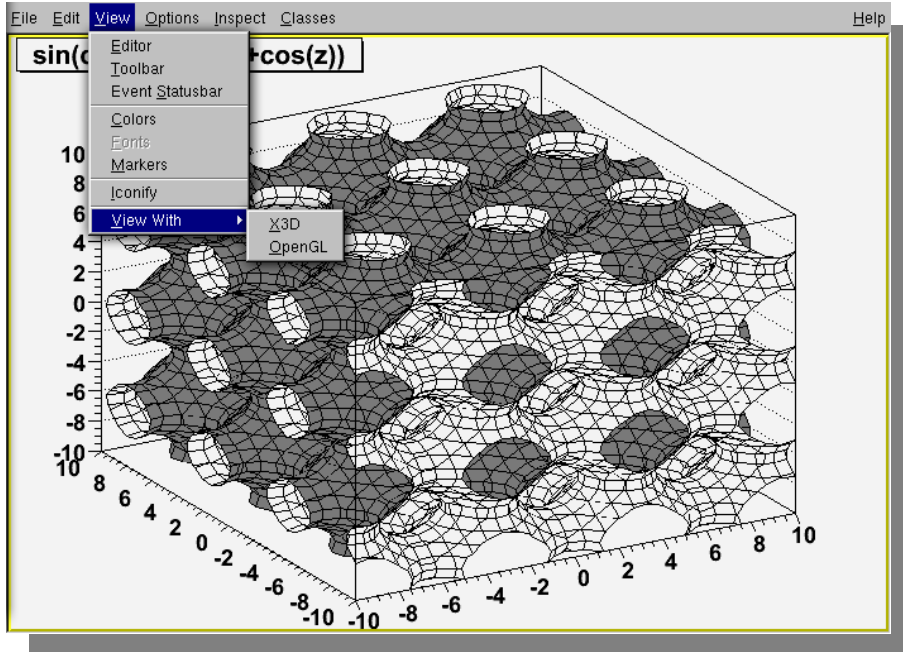 File Edit View Options Inspect Classes Help
Editor
Toolbar
Event Statusbar
Colors
Fonts
Markers
Iconify
View With
X3D
OpenGL
+cos(z))
10
8
6
4
2
0
-2
-4
-6
-8
-10
10
8
6
4
2
0
-2
-4
-6
-8
-10
-10
-8
-6
-4
-2
0
2
4
6
8
10